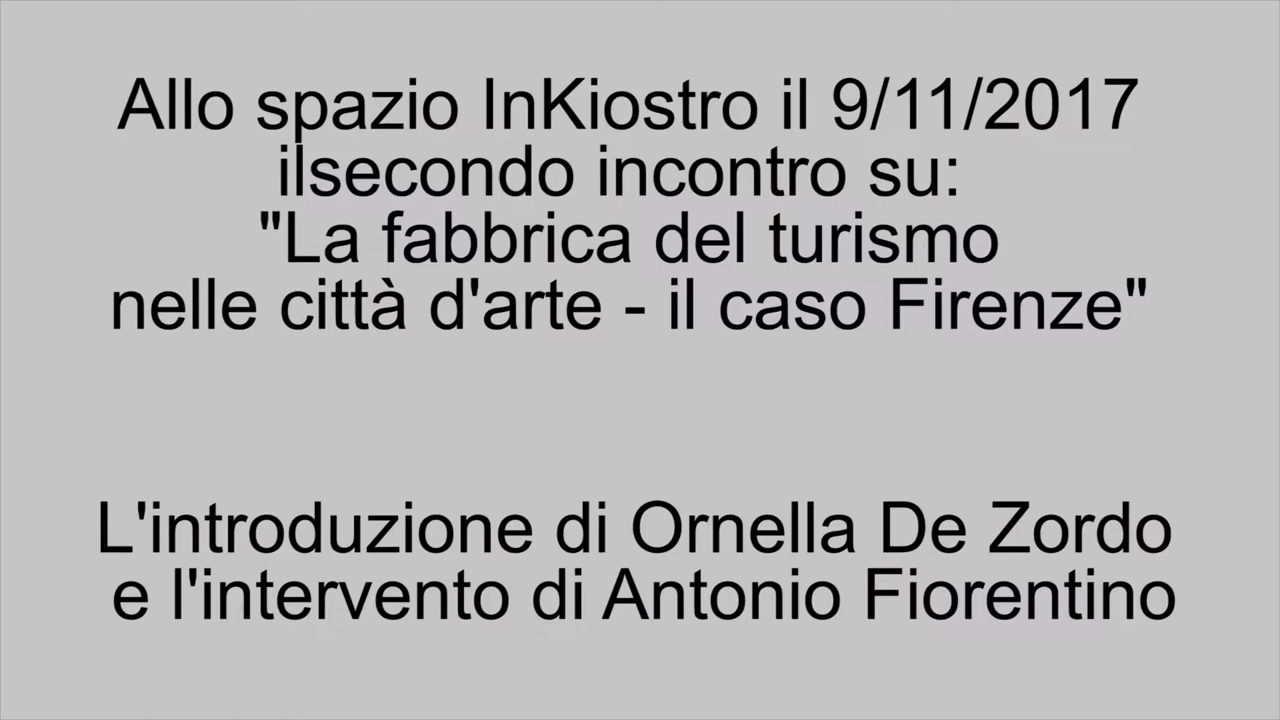 Allo spazio InKiostro il 9/11/2017
ilsecondo incontro su:
"La fabbrica del turismo
nelle città d'arte - il caso Firenze"
L'introduzione di Ornella De Zordo
e l'intervento di Antonio Fiorentino